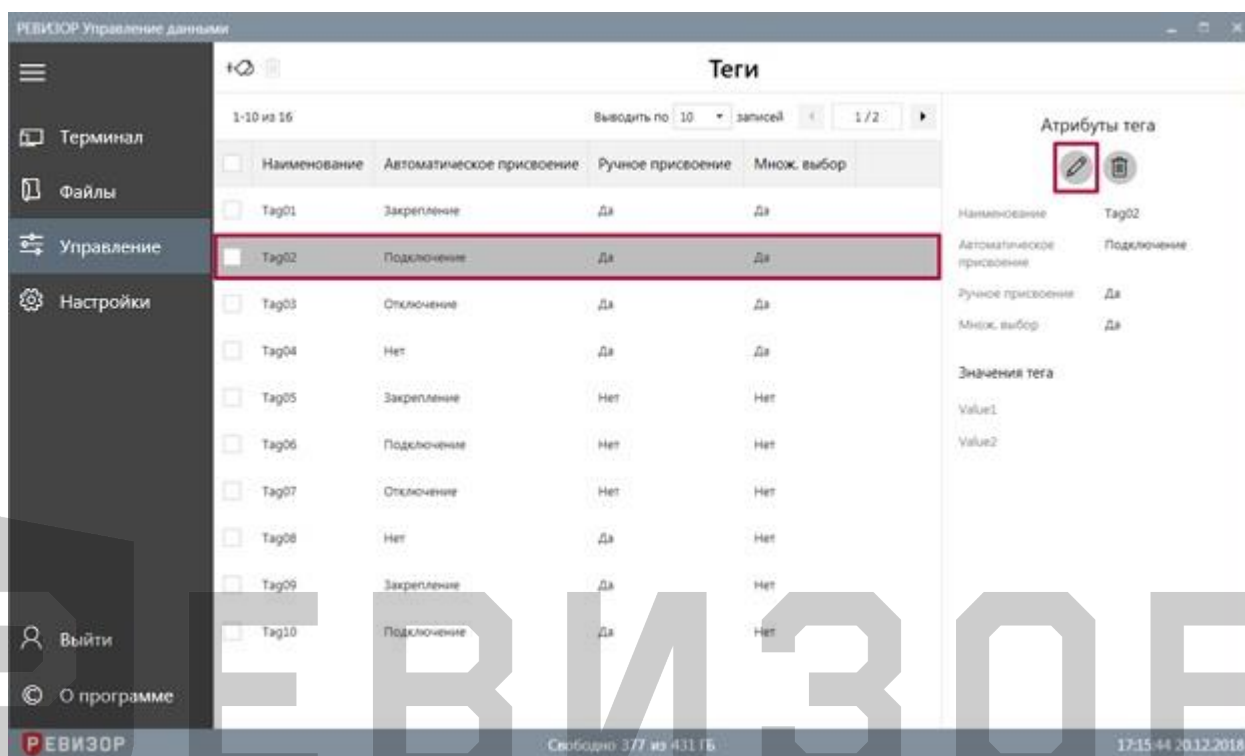 РЕВИЗОР Управление данными
Теги
Терминал
Файлы
Управление
Настройки
Выйти
О программе
1-10 из 16 Выводить по 10 записей 1/2
Наименование Автоматическое присвоение Ручное присвоение Множ. выбор
Tag01 Закрепление Да Да
Tag02 Подключение Да Да
Tag03 Отключение Да Да
Tag04 Нет Да Да
Tag05 Закрепление Нет Нет
Tag06 Подключение Нет Нет
Tag07 Отключение Нет Нет
Tag08 Нет Да Нет
Tag09 Закрепление Да Нет
Tag10 Подключение Да Нет
Атрибуты тега
Наименование Tag02
Автоматическое Подключение
присвоение
Ручное присвоение Да
Множ. выбор Да
Значения тега
Value1
Value2
РЕВИЗОР
РЕВИЗОР Свободно 377 из 431 ГБ 17:15:44 20.12.2018